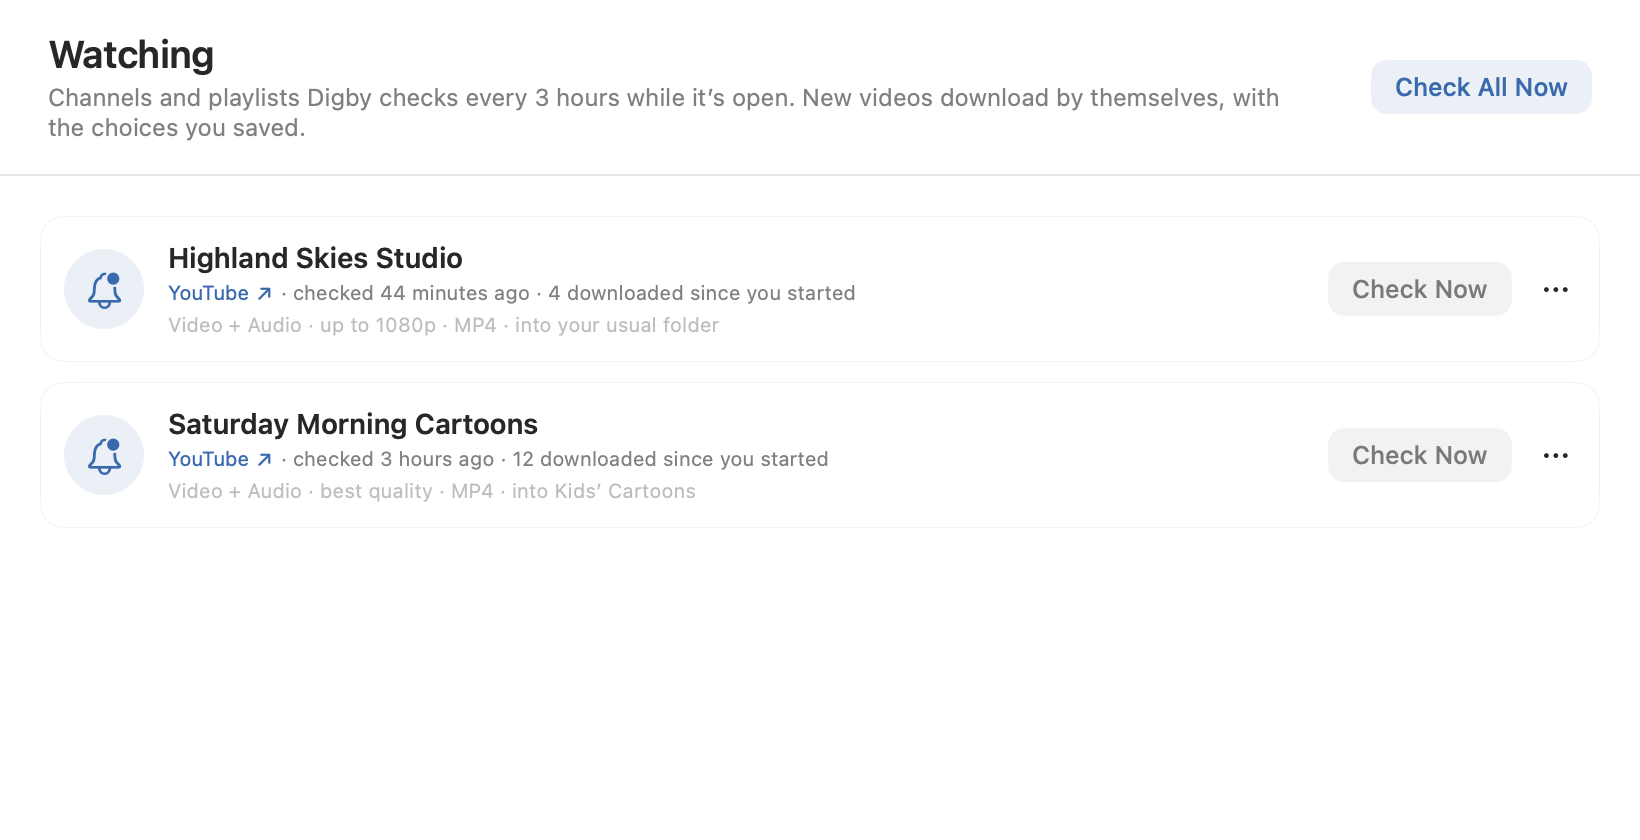 Watching
Channels and playlists Digby checks every 3 hours while it’s open. New videos download by themselves, with
the choices you saved.
Check All Now
Highland Skies Studio
YouTube ↗ · checked 44 minutes ago · 4 downloaded since you started
Video + Audio · up to 1080p · MP4 · into your usual folder
Check Now
Saturday Morning Cartoons
YouTube ↗ · checked 3 hours ago · 12 downloaded since you started
Video + Audio · best quality · MP4 · into Kids’ Cartoons
Check Now